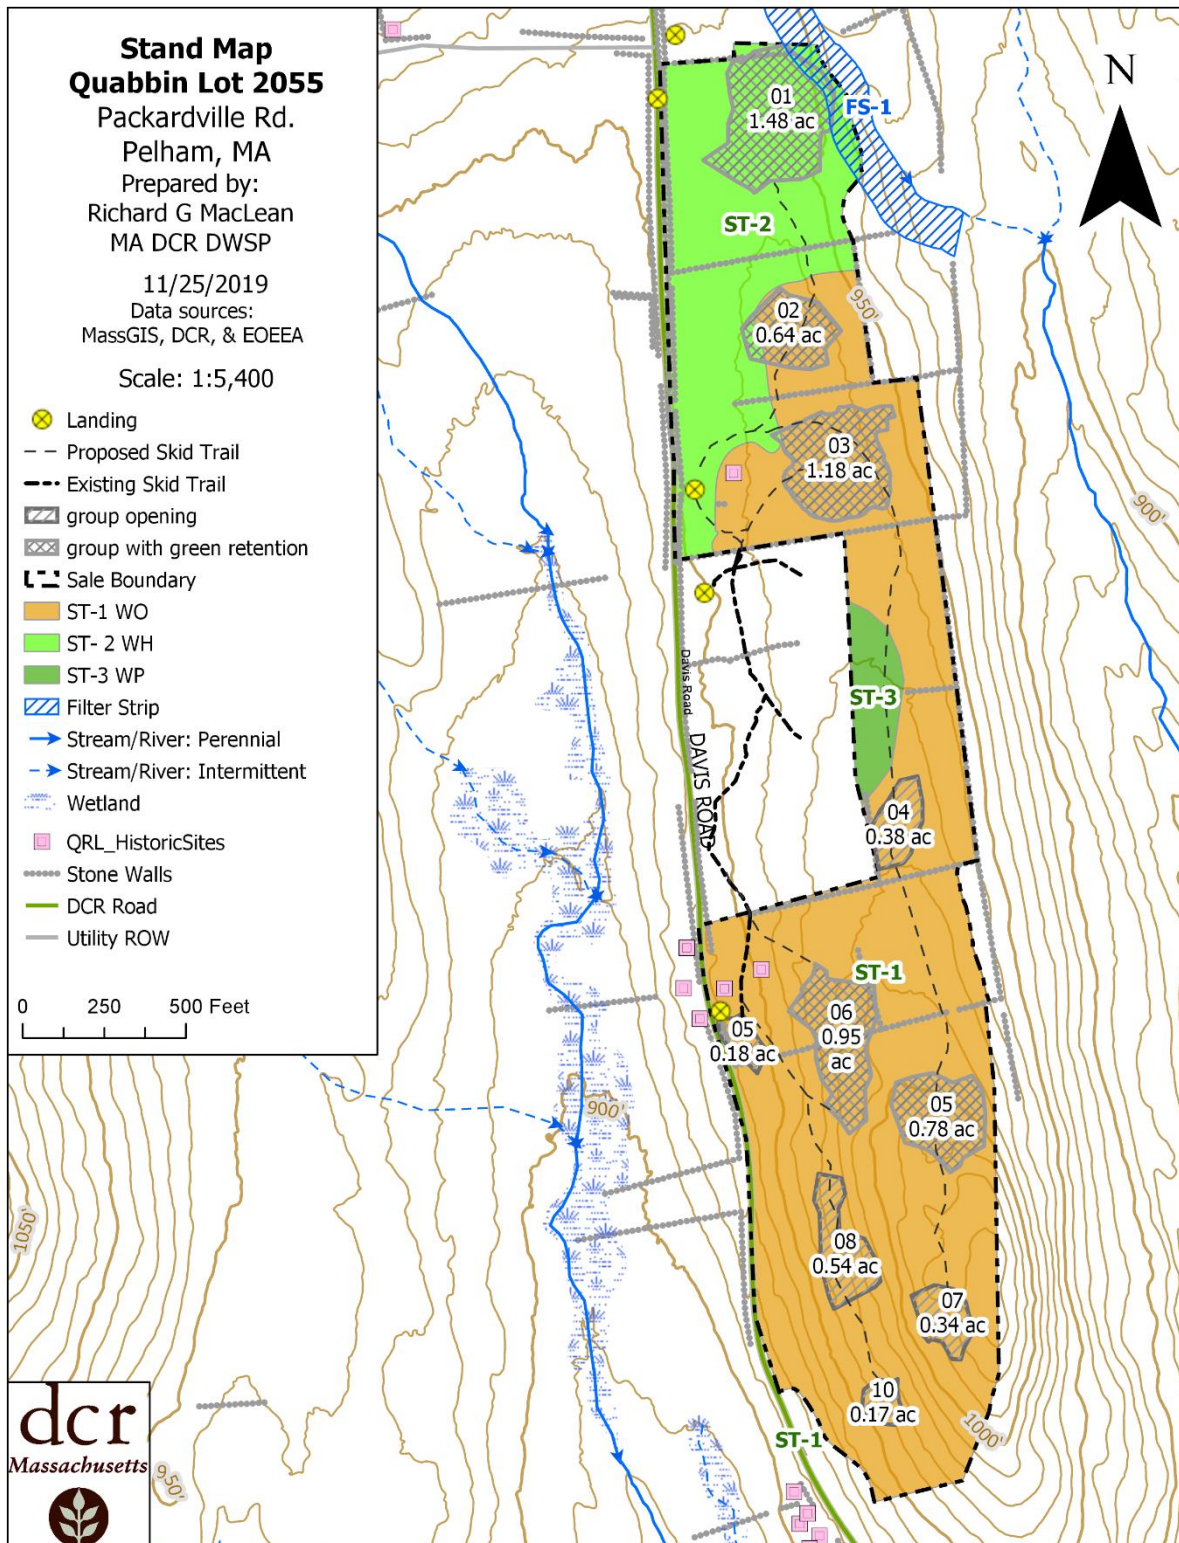 Stand Map
Quabbin Lot 2055
Packardville Rd.
Pelham, MA
Prepared by:
Richard G MacLean
MA DCR DWSP
11/25/2019
Data sources:
MassGIS, DCR, & EOEEA
Scale: 1:5,400
Landing
Proposed Skid Trail
Existing Skid Trail
group opening
group with green retention
Sale Boundary
ST-1 WO
ST- 2 WH
ST-3 WP
Filter Strip
Stream/River: Perennial
Stream/River: Intermittent
Wetland
QRL_HistoricSites
Stone Walls
DCR Road
Utility ROW
0 250 500 Feet
N
01
1.48 ac
FS-1
ST-2
950'
02
0.64 ac
03
1.18 ac
900'
Davis Road
DAVIS ROAD
ST-3
04
0.38 ac
ST-1
05
0.18 ac
06
0.95
ac
05
0.78 ac
900'
08
0.54 ac
07
0.34 ac
10
0.17 ac
1000'
ST-1
1050'
950'
dcr
Massachusetts